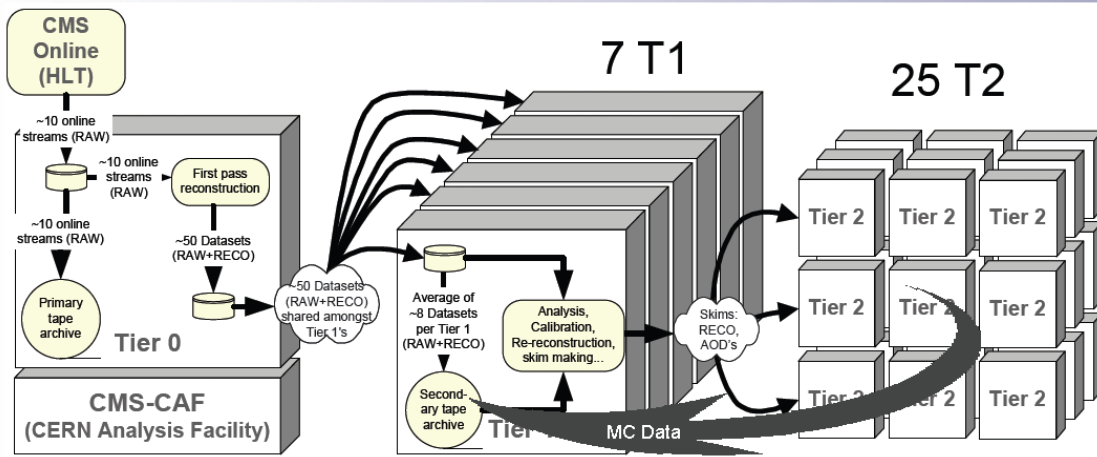 CMS
Online
(HLT)
~10 online
streams (RAW)
~10 online
streams
(RAW)
First pass
reconstruction
~10 online
streams (RAW)
~50 Datasets
(RAW+RECO)
Primary
tape
archive
Tier 0
CMS-CAF
(CERN Analysis Facility)
~50 Datasets
(RAW+RECO)
shared amongst
Tier 1's
7 T1
Average of
~8 Datasets
per Tier 1
(RAW+RECO)
Analysis,
Calibration,
Re-reconstruction,
skim making...
Second-
ary tape
archive
Tier
MC Data
Skims:
RECO,
AOD's
25 T2
Tier 2 Tier 2 Tier 2
Tier 2 Tier 2 Tier 2
Tier 2 Tier 2 Tier 2